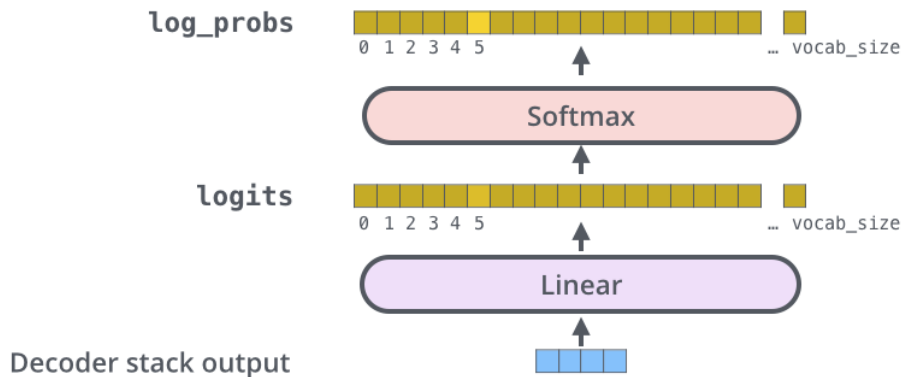 log_probs
0 1 2 3 4 5 … vocab_size
Softmax
logits
0 1 2 3 4 5 … vocab_size
Linear
Decoder stack output